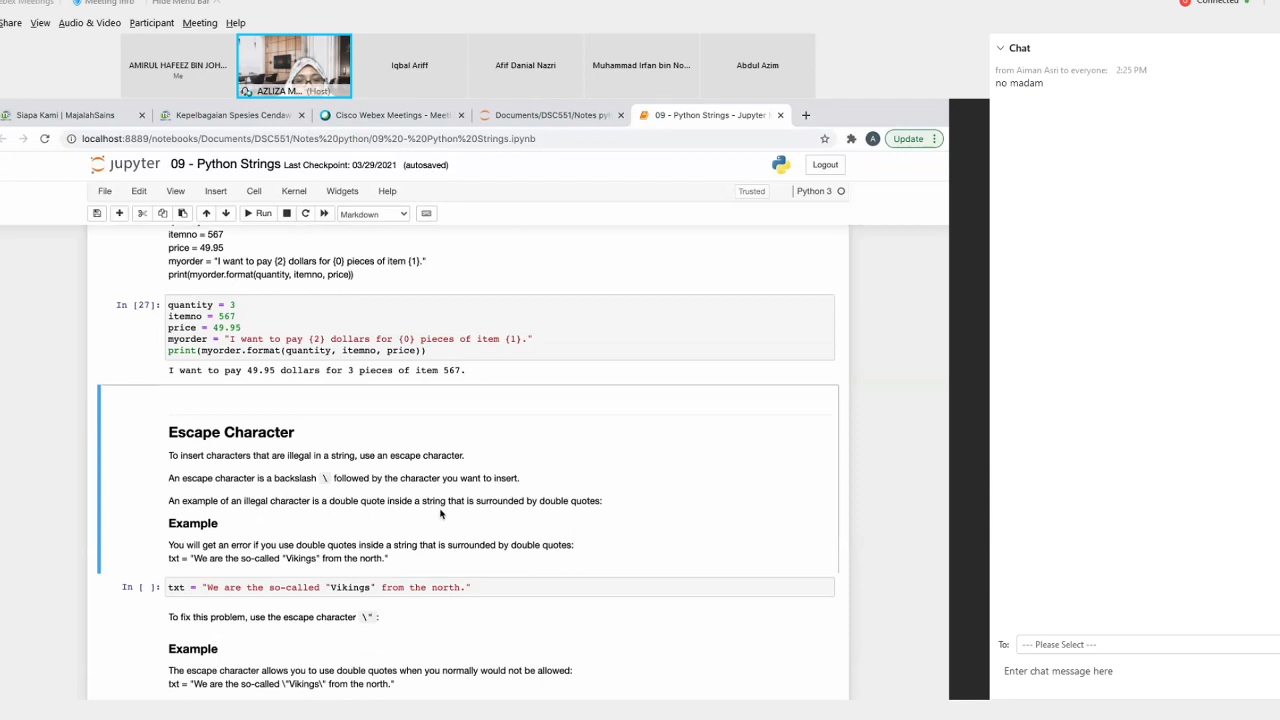 Meeting Info
Hide Menu Bar
Connected
Share View Audio & Video Participant Meeting Help
AMIRUL HAFEEZ BIN JOH...
Me
AZLIZA M... (Host)
Iqbal Ariff
Afif Danial Nazri
Muhammad Irfan bin No...
Abdul Azim
Siapa Kami | MajalahSains
Kepelbagaian Spesies Cendaw
Cisco Webex Meetings - Meet
Documents/DSC551/Notes pyt
09 - Python Strings - Jupyter
localhost:8889/notebooks/Documents/DSC551/Notes%20python/09%20-%20Python%20Strings.ipynb
A
Update
jupyter 09 - Python Strings Last Checkpoint: 03/29/2021 (autosaved)
Logout
File Edit View Insert Cell Kernel Widgets Help
Trusted
Python 3
Run
Markdown
itemno = 567
price = 49.95
myorder = "I want to pay {2} dollars for {0} pieces of item {1}."
print(myorder.format(quantity, itemno, price))
In [27]: quantity = 3
itemno = 567
price = 49.95
myorder = "I want to pay {2} dollars for {0} pieces of item {1}."
print(myorder.format(quantity, itemno, price))
I want to pay 49.95 dollars for 3 pieces of item 567.
Escape Character
To insert characters that are illegal in a string, use an escape character.
An escape character is a backslash \ followed by the character you want to insert.
An example of an illegal character is a double quote inside a string that is surrounded by double quotes:
Example
You will get an error if you use double quotes inside a string that is surrounded by double quotes:
txt = "We are the so-called "Vikings" from the north."
In [ ]: txt = "We are the so-called "Vikings" from the north."
To fix this problem, use the escape character \" :
Example
The escape character allows you to use double quotes when you normally would not be allowed:
txt = "We are the so-called \"Vikings\" from the north."
Chat
from Aiman Asri to everyone: 2:25 PM
no madam
To: --- Please Select ---
Enter chat message here